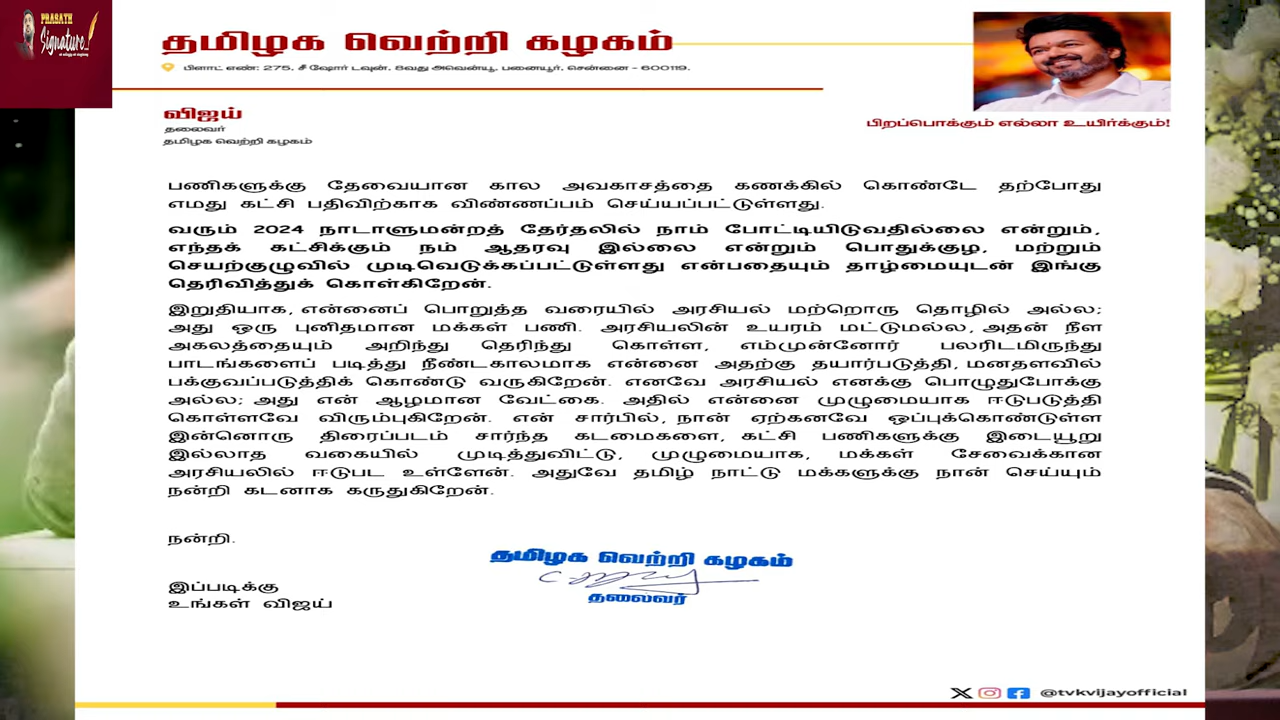 PRASATH
Signature..!
தமிழக வெற்றி கழகம்
பிளாட் எண்: 275, சீ ஷோர் டவுன், 8வது அவென்யூ, பனையூர், சென்னை - 600119.
விஜய்
தலைவர்
தமிழக வெற்றி கழகம்
பிறப்பொக்கும் எல்லா உயிர்க்கும்!
பணிகளுக்கு தேவையான கால அவகாசத்தை கணக்கில் கொண்டே தற்போது
எமது கட்சி பதிவிற்காக விண்ணப்பம் செய்யப்பட்டுள்ளது.
வரும் 2024 நாடாளுமன்றத் தேர்தலில் நாம் போட்டியிடுவதில்லை என்றும்,
எந்தக் கட்சிக்கும் நம் ஆதரவு இல்லை என்றும் பொதுக்குழு, மற்றும்
செயற்குழுவில் முடிவெடுக்கப்பட்டுள்ளது என்பதையும் தாழ்மையுடன் இங்கு
தெரிவித்துக் கொள்கிறேன்.
இறுதியாக, என்னைப் பொறுத்த வரையில் அரசியல் மற்றொரு தொழில் அல்ல;
அது ஒரு புனிதமான மக்கள் பணி. அரசியலின் உயரம் மட்டுமல்ல, அதன் நீள
அகலத்தையும் அறிந்து தெரிந்து கொள்ள, எம்முன்னோர் பலரிடமிருந்து
பாடங்களைப் படித்து நீண்டகாலமாக என்னை அதற்கு தயார்படுத்தி, மனதளவில்
பக்குவப்படுத்திக் கொண்டு வருகிறேன். எனவே அரசியல் எனக்கு பொழுதுபோக்கு
அல்ல; அது என் ஆழமான வேட்கை. அதில் என்னை முழுமையாக ஈடுபடுத்தி
கொள்ளவே விரும்புகிறேன். என் சார்பில், நான் ஏற்கனவே ஒப்புக்கொண்டுள்ள
இன்னொரு திரைப்படம் சார்ந்த கடமைகளை, கட்சி பணிகளுக்கு இடையூறு
இல்லாத வகையில் முடித்துவிட்டு, முழுமையாக, மக்கள் சேவைக்கான
அரசியலில் ஈடுபட உள்ளேன். அதுவே தமிழ் நாட்டு மக்களுக்கு நான் செய்யும்
நன்றி கடனாக கருதுகிறேன்.
நன்றி.
தமிழக வெற்றி கழகம்
தலைவர்
இப்படிக்கு
உங்கள் விஜய்
@tvkvijayofficial